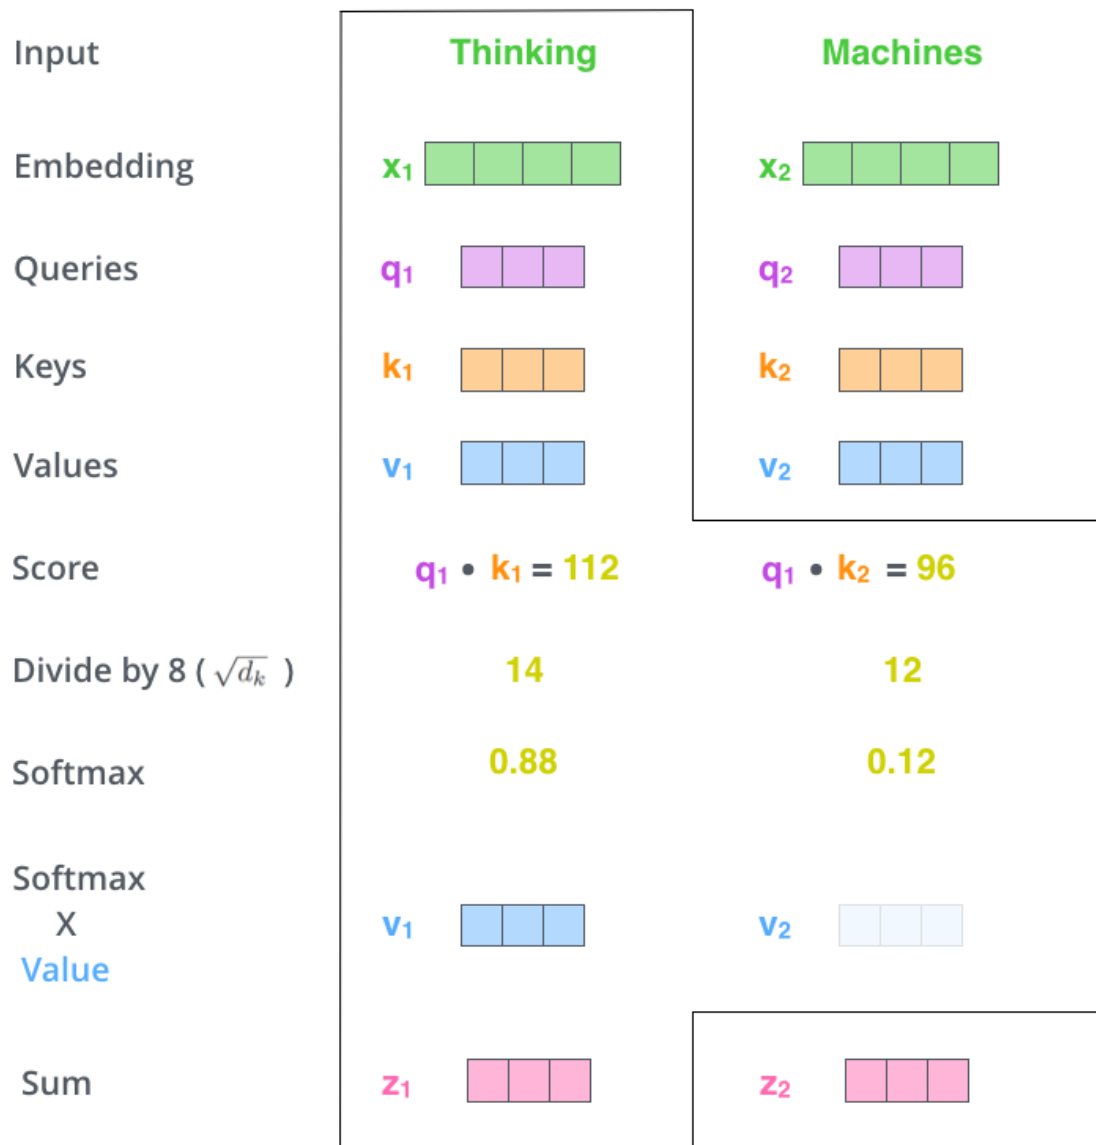 Input Thinking Machines
Embedding x₁ x₂
Queries q₁ q₂
Keys k₁ k₂
Values v₁ v₂
Score q₁ • k₁ = 112 q₁ • k₂ = 96
Divide by 8 ( √dₖ ) 14 12
Softmax 0.88 0.12
Softmax
X v₁ v₂
Value
Sum z₁ z₂